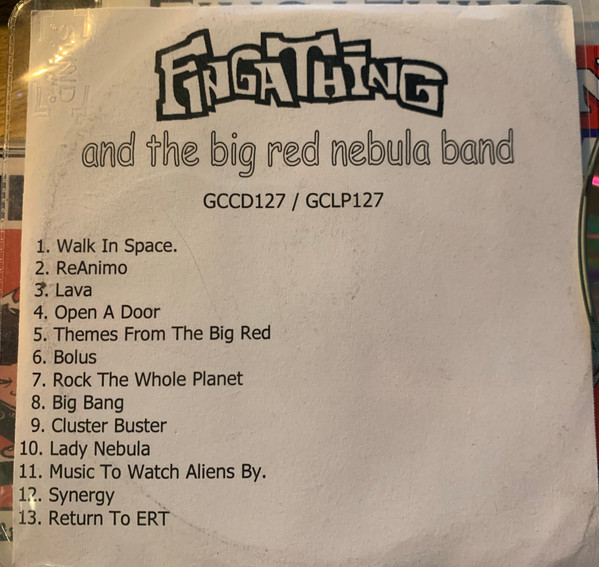 FINGATHING
and the big red nebula band
GCCD127 / GCLP127
1. Walk In Space.
2. ReAnimo
3. Lava
4. Open A Door
5. Themes From The Big Red
6. Bolus
7. Rock The Whole Planet
8. Big Bang
9. Cluster Buster
10. Lady Nebula
11. Music To Watch Aliens By.
12. Synergy
13. Return To ERT